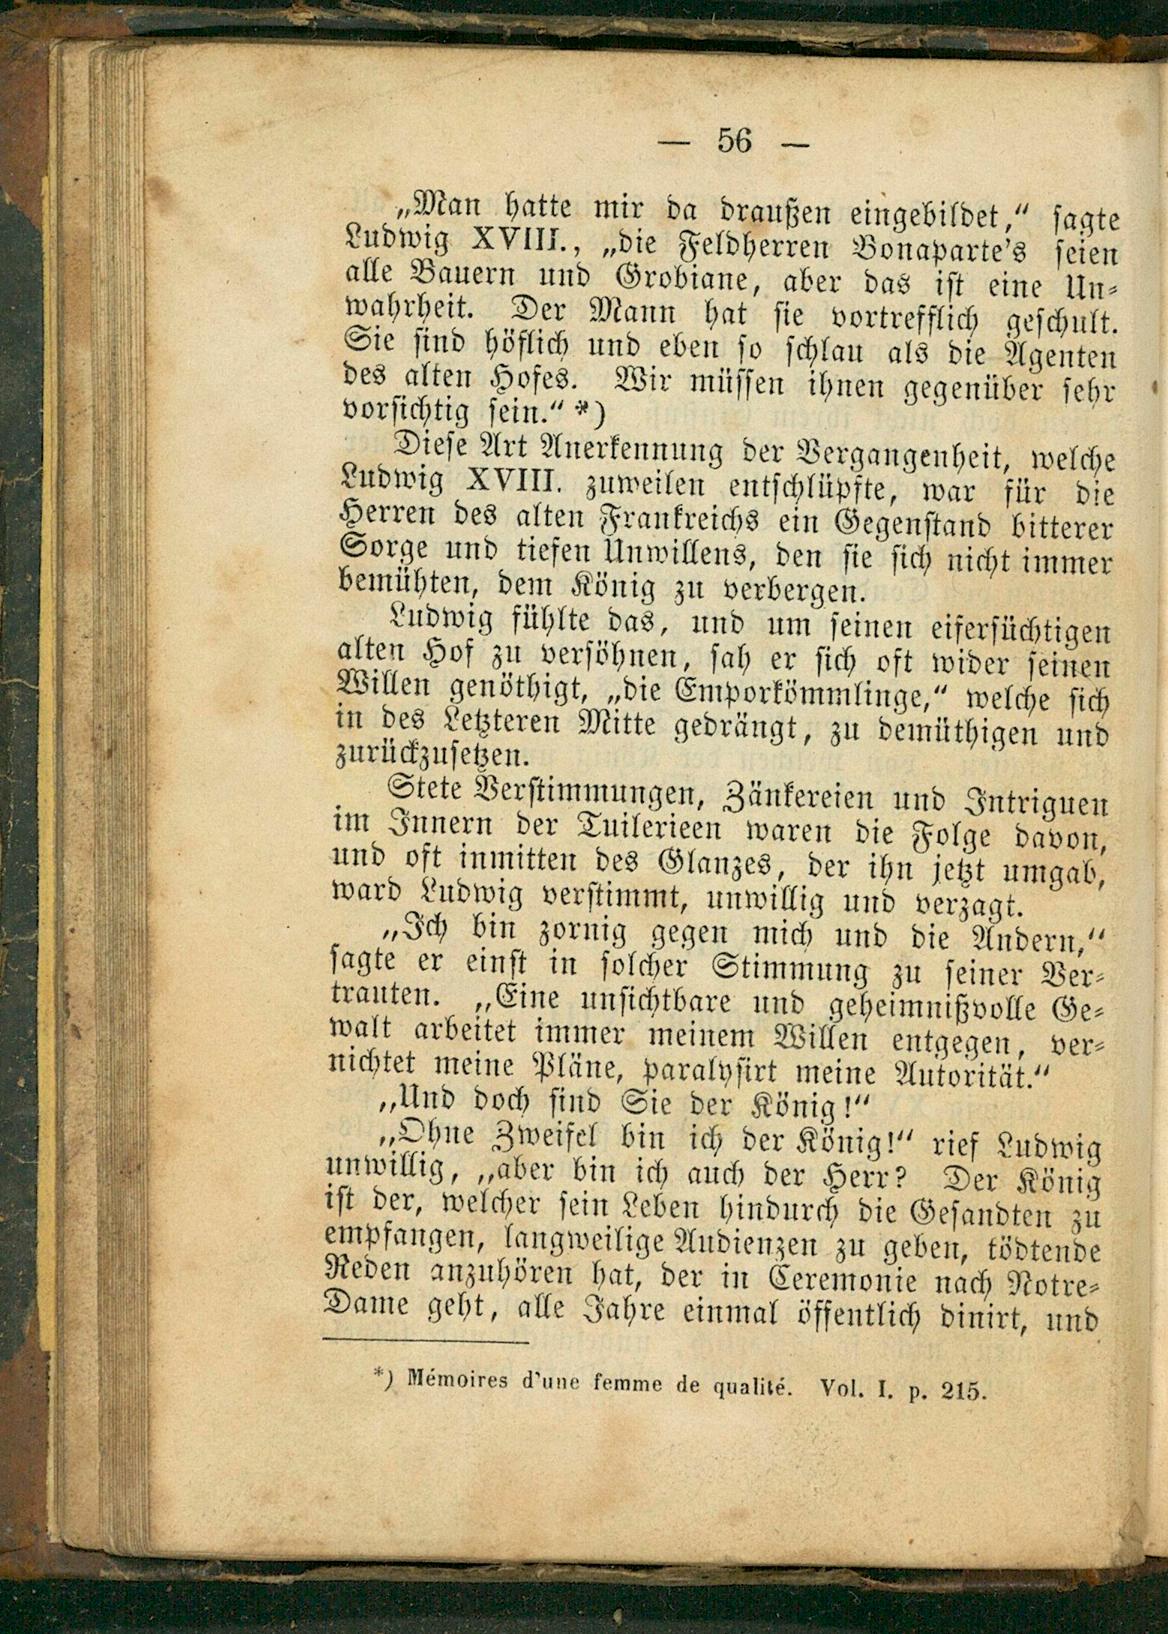 — 56 —
„Man hatte mir da draußen eingebildet,“ sagte
Ludwig XVIII., „die Feldherren Bonaparte's seien
alle Bauern und Grobiane, aber das ist eine Un-
wahrheit. Der Mann hat sie vortrefflich geschult.
Sie sind höflich und eben so schlau als die Agenten
des alten Hofes. Wir müssen ihnen gegenüber sehr
vorsichtig sein.“ *)
Diese Art Anerkennung der Vergangenheit, welche
Ludwig XVIII. zuweilen entschlüpfte, war für die
Herren des alten Frankreichs ein Gegenstand bitterer
Sorge und tiefen Unwillens, den sie sich nicht immer
bemühten, dem König zu verbergen.
Ludwig fühlte das, und um seinen eifersüchtigen
alten Hof zu versöhnen, sah er sich oft wider seinen
Willen genöthigt, „die Emporkömmlinge,“ welche sich
in des Letzteren Mitte gedrängt, zu demüthigen und
zurückzusetzen.
Stete Verstimmungen, Zänkereien und Intriguen
im Innern der Tuilerieen waren die Folge davon,
und oft inmitten des Glanzes, der ihn jetzt umgab,
ward Ludwig verstimmt, unwillig und verzagt.
„Ich bin zornig gegen mich und die Andern,“
sagte er einst in solcher Stimmung zu seiner Ver-
trauten. „Eine unsichtbare und geheimnißvolle Ge-
walt arbeitet immer meinem Willen entgegen, ver-
nichtet meine Pläne, paralysirt meine Autorität.“
„Und doch sind Sie der König!“
„Ohne Zweifel bin ich der König!“ rief Ludwig
unwillig, „aber bin ich auch der Herr? Der König
ist der, welcher sein Leben hindurch die Gesandten zu
empfangen, langweilige Audienzen zu geben, tödtende
Reden anzuhören hat, der in Ceremonie nach Notre-
Dame geht, alle Jahre einmal öffentlich dinirt, und
*) Mémoires d'une femme de qualité. Vol. I. p. 215.